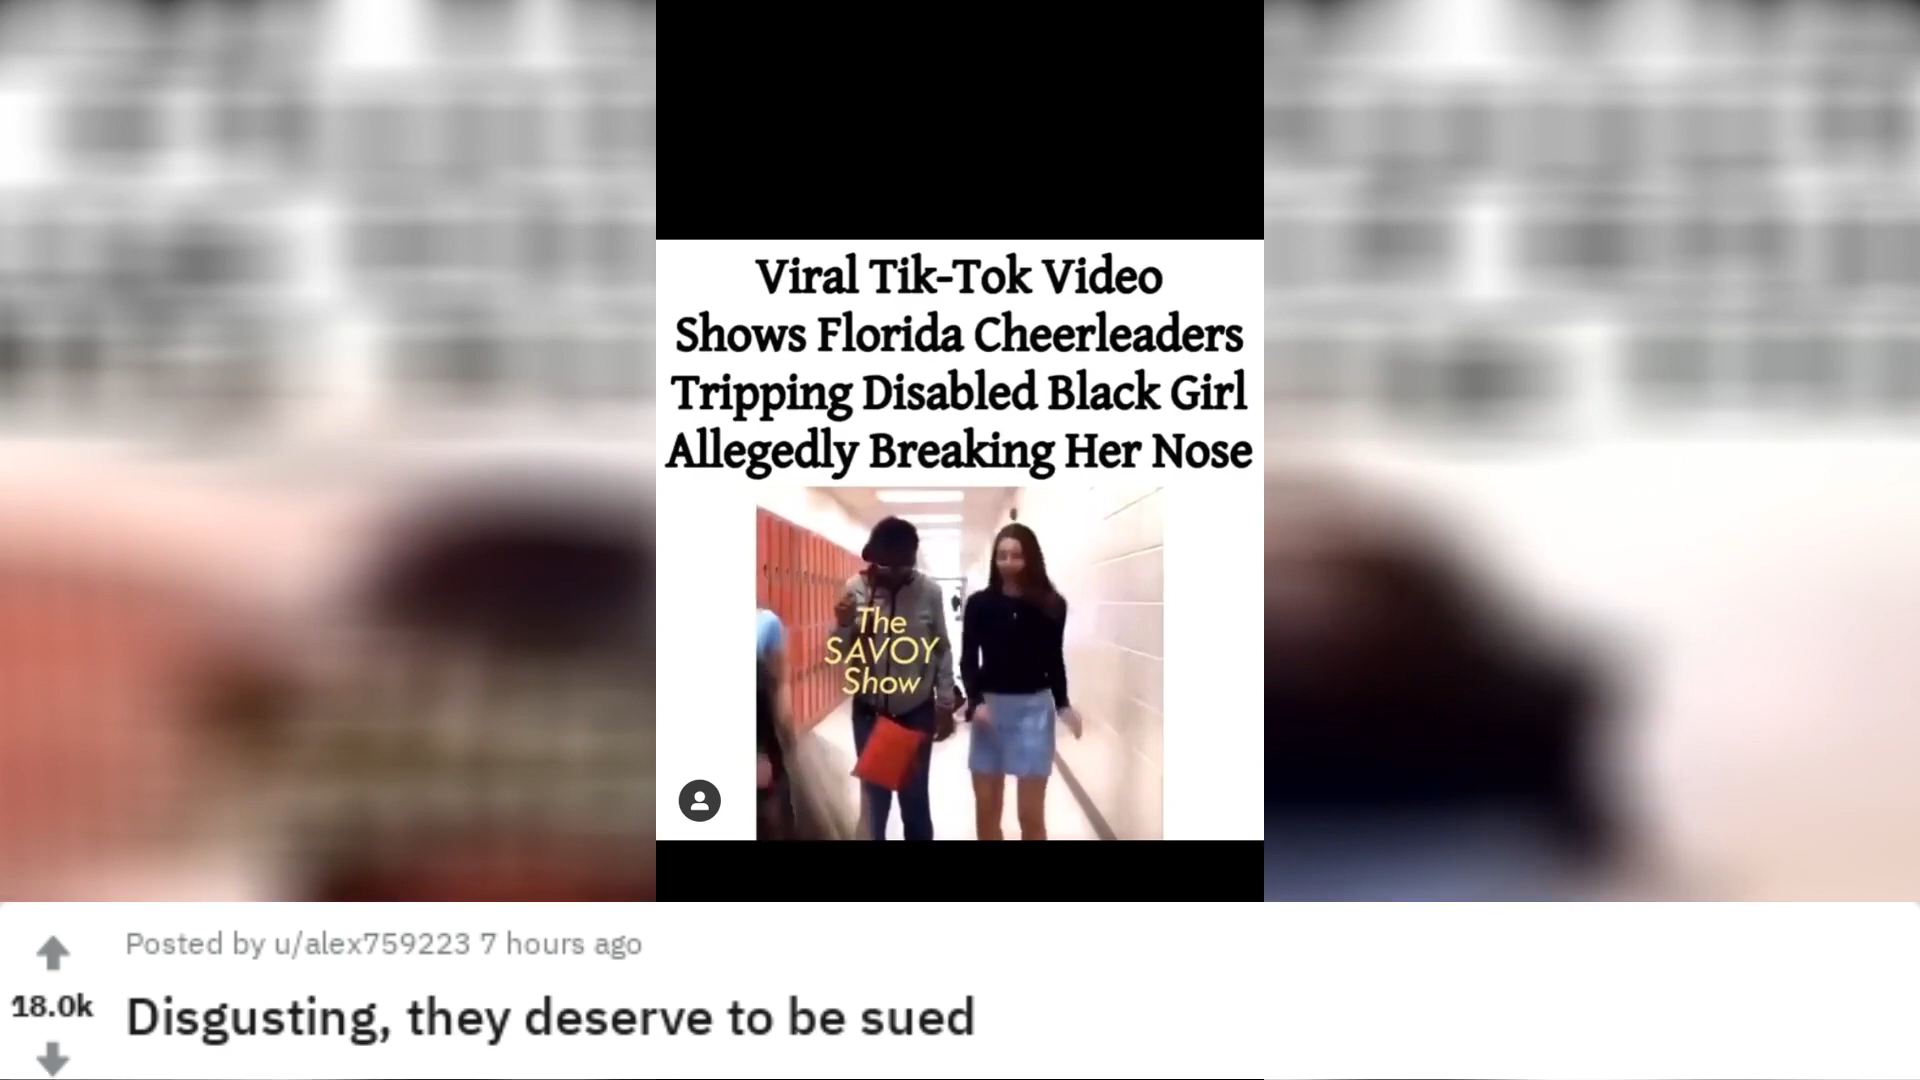 Viral Tik-Tok Video
Shows Florida Cheerleaders
Tripping Disabled Black Girl
Allegedly Breaking Her Nose
The
SAVOY
Show
Posted by u/alex759223 7 hours ago
18.0k
Disgusting, they deserve to be sued